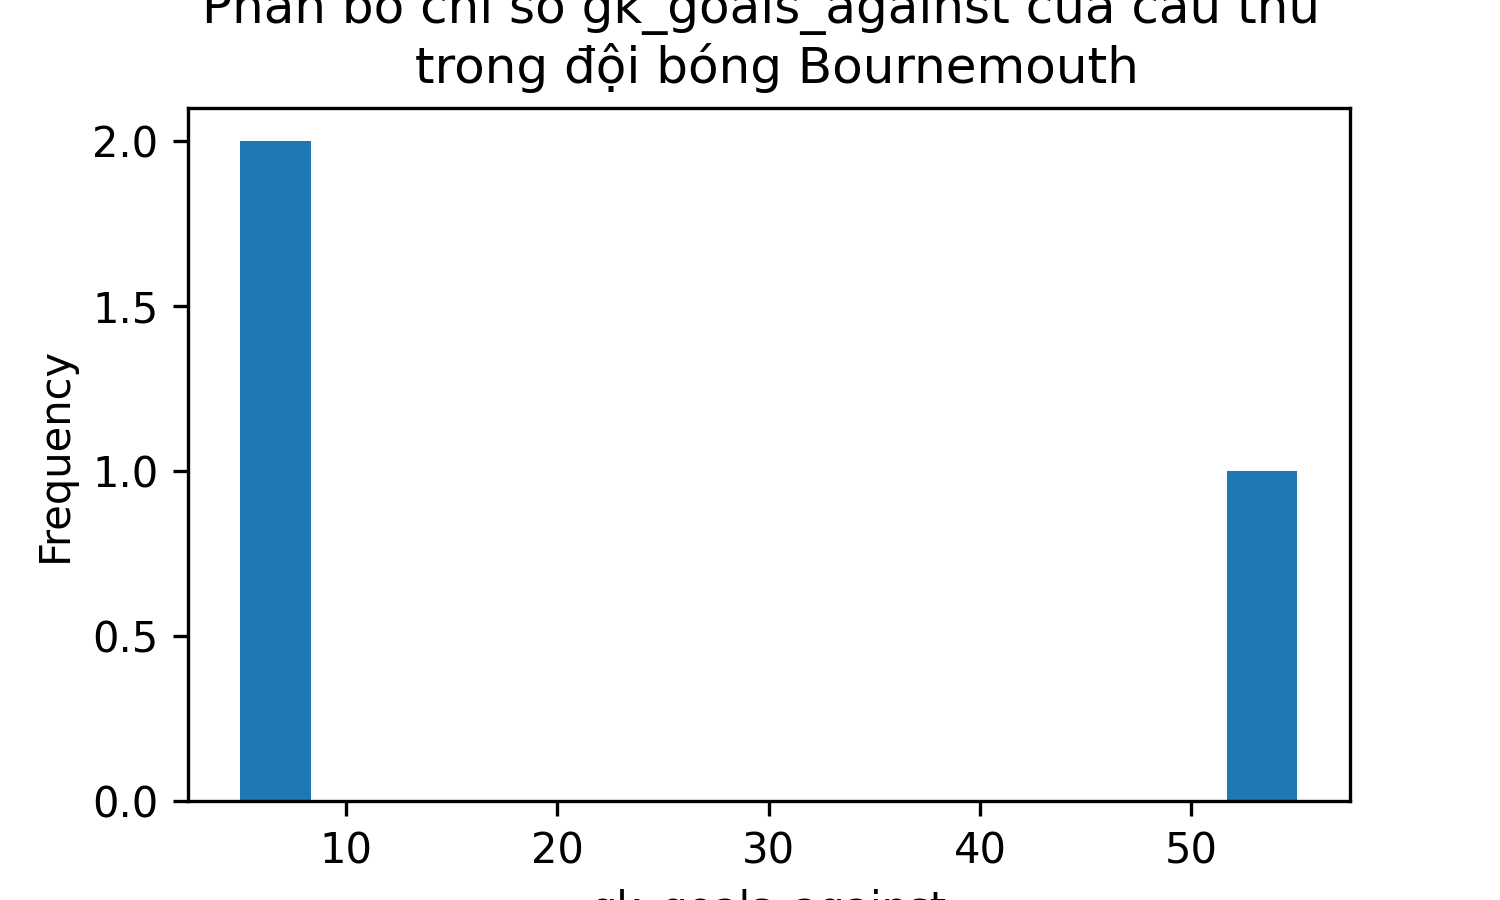 Phân bố chỉ số gk_goals_against của cầu thủ
trong đội bóng Bournemouth
2.0
1.5
1.0
0.5
0.0
Frequency
10 20 30 40 50
gk_goals_against